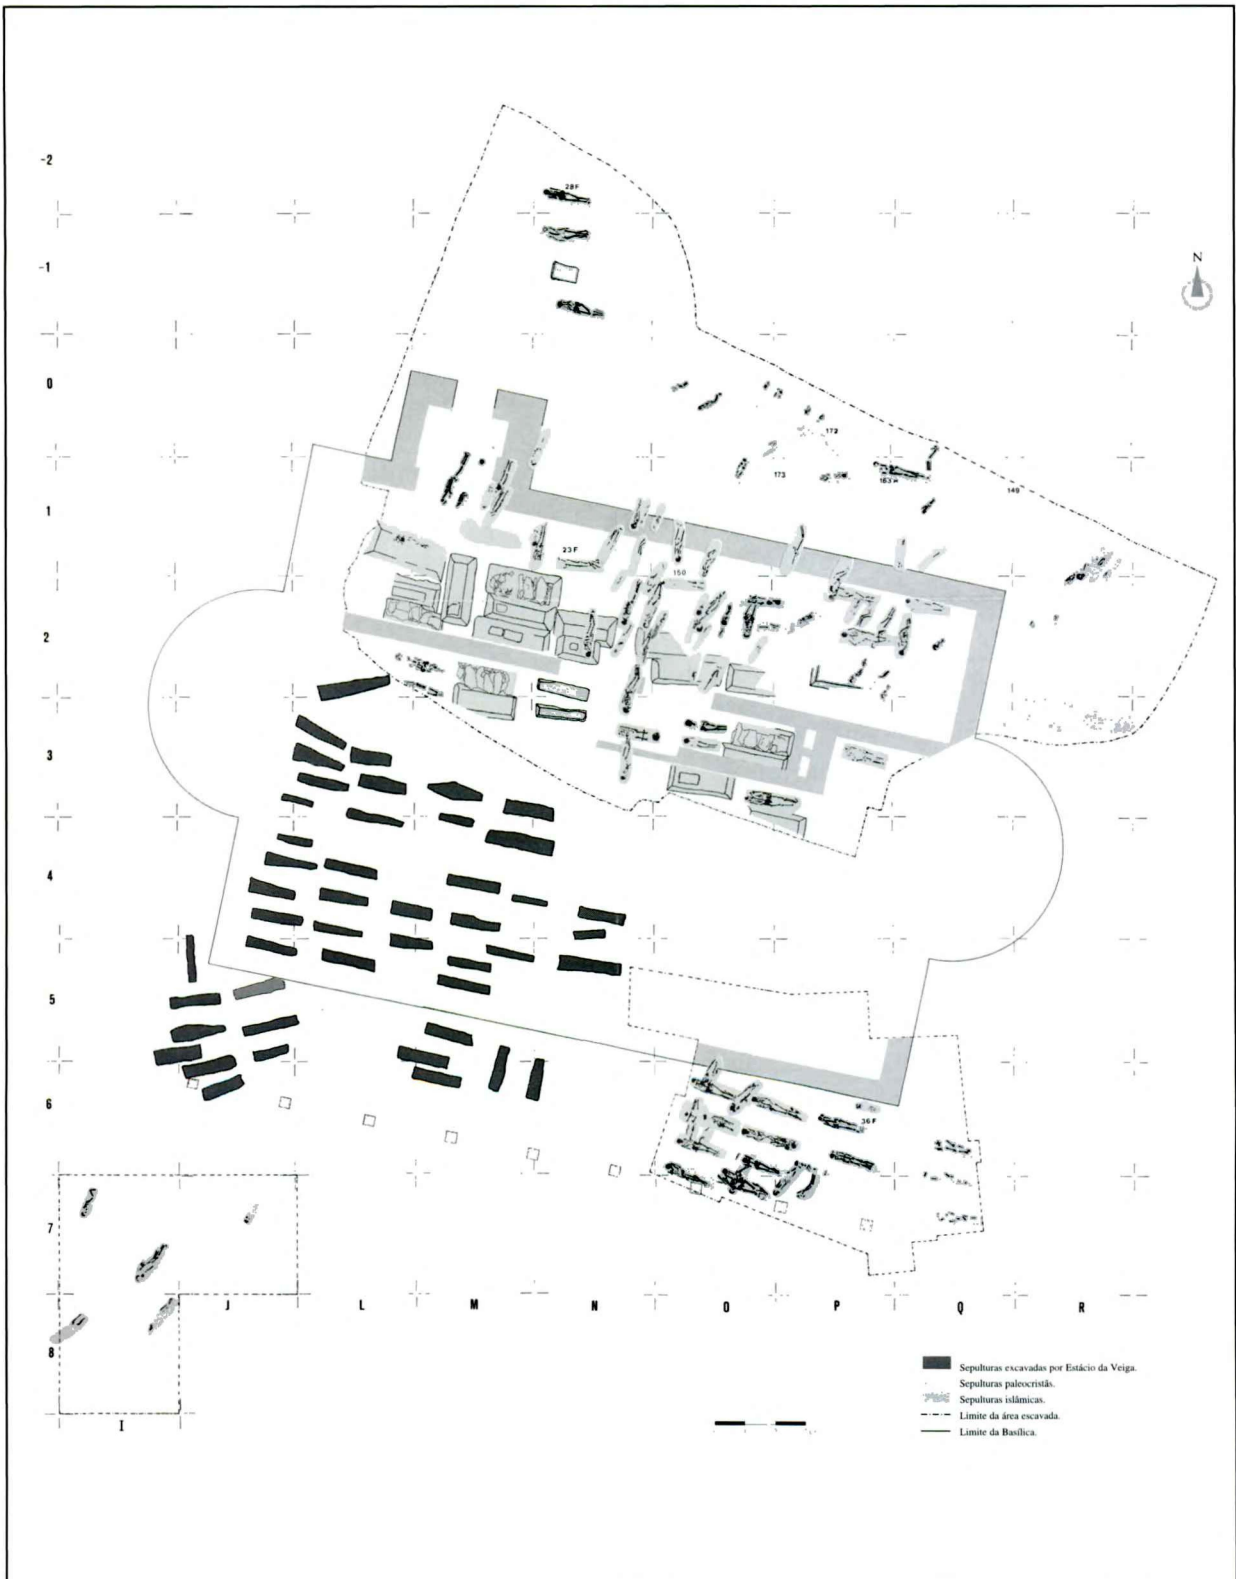 -2
28F
-1
N
0
172
173
149
1
23F
150
2
3
4
5
6
36F
7
J L M N O P Q R
8
I
Sepulturas excavadas por Estácio da Veiga.
Sepulturas paleocristãs.
Sepulturas islâmicas.
Limite da área escavada.
Limite da Basílica.